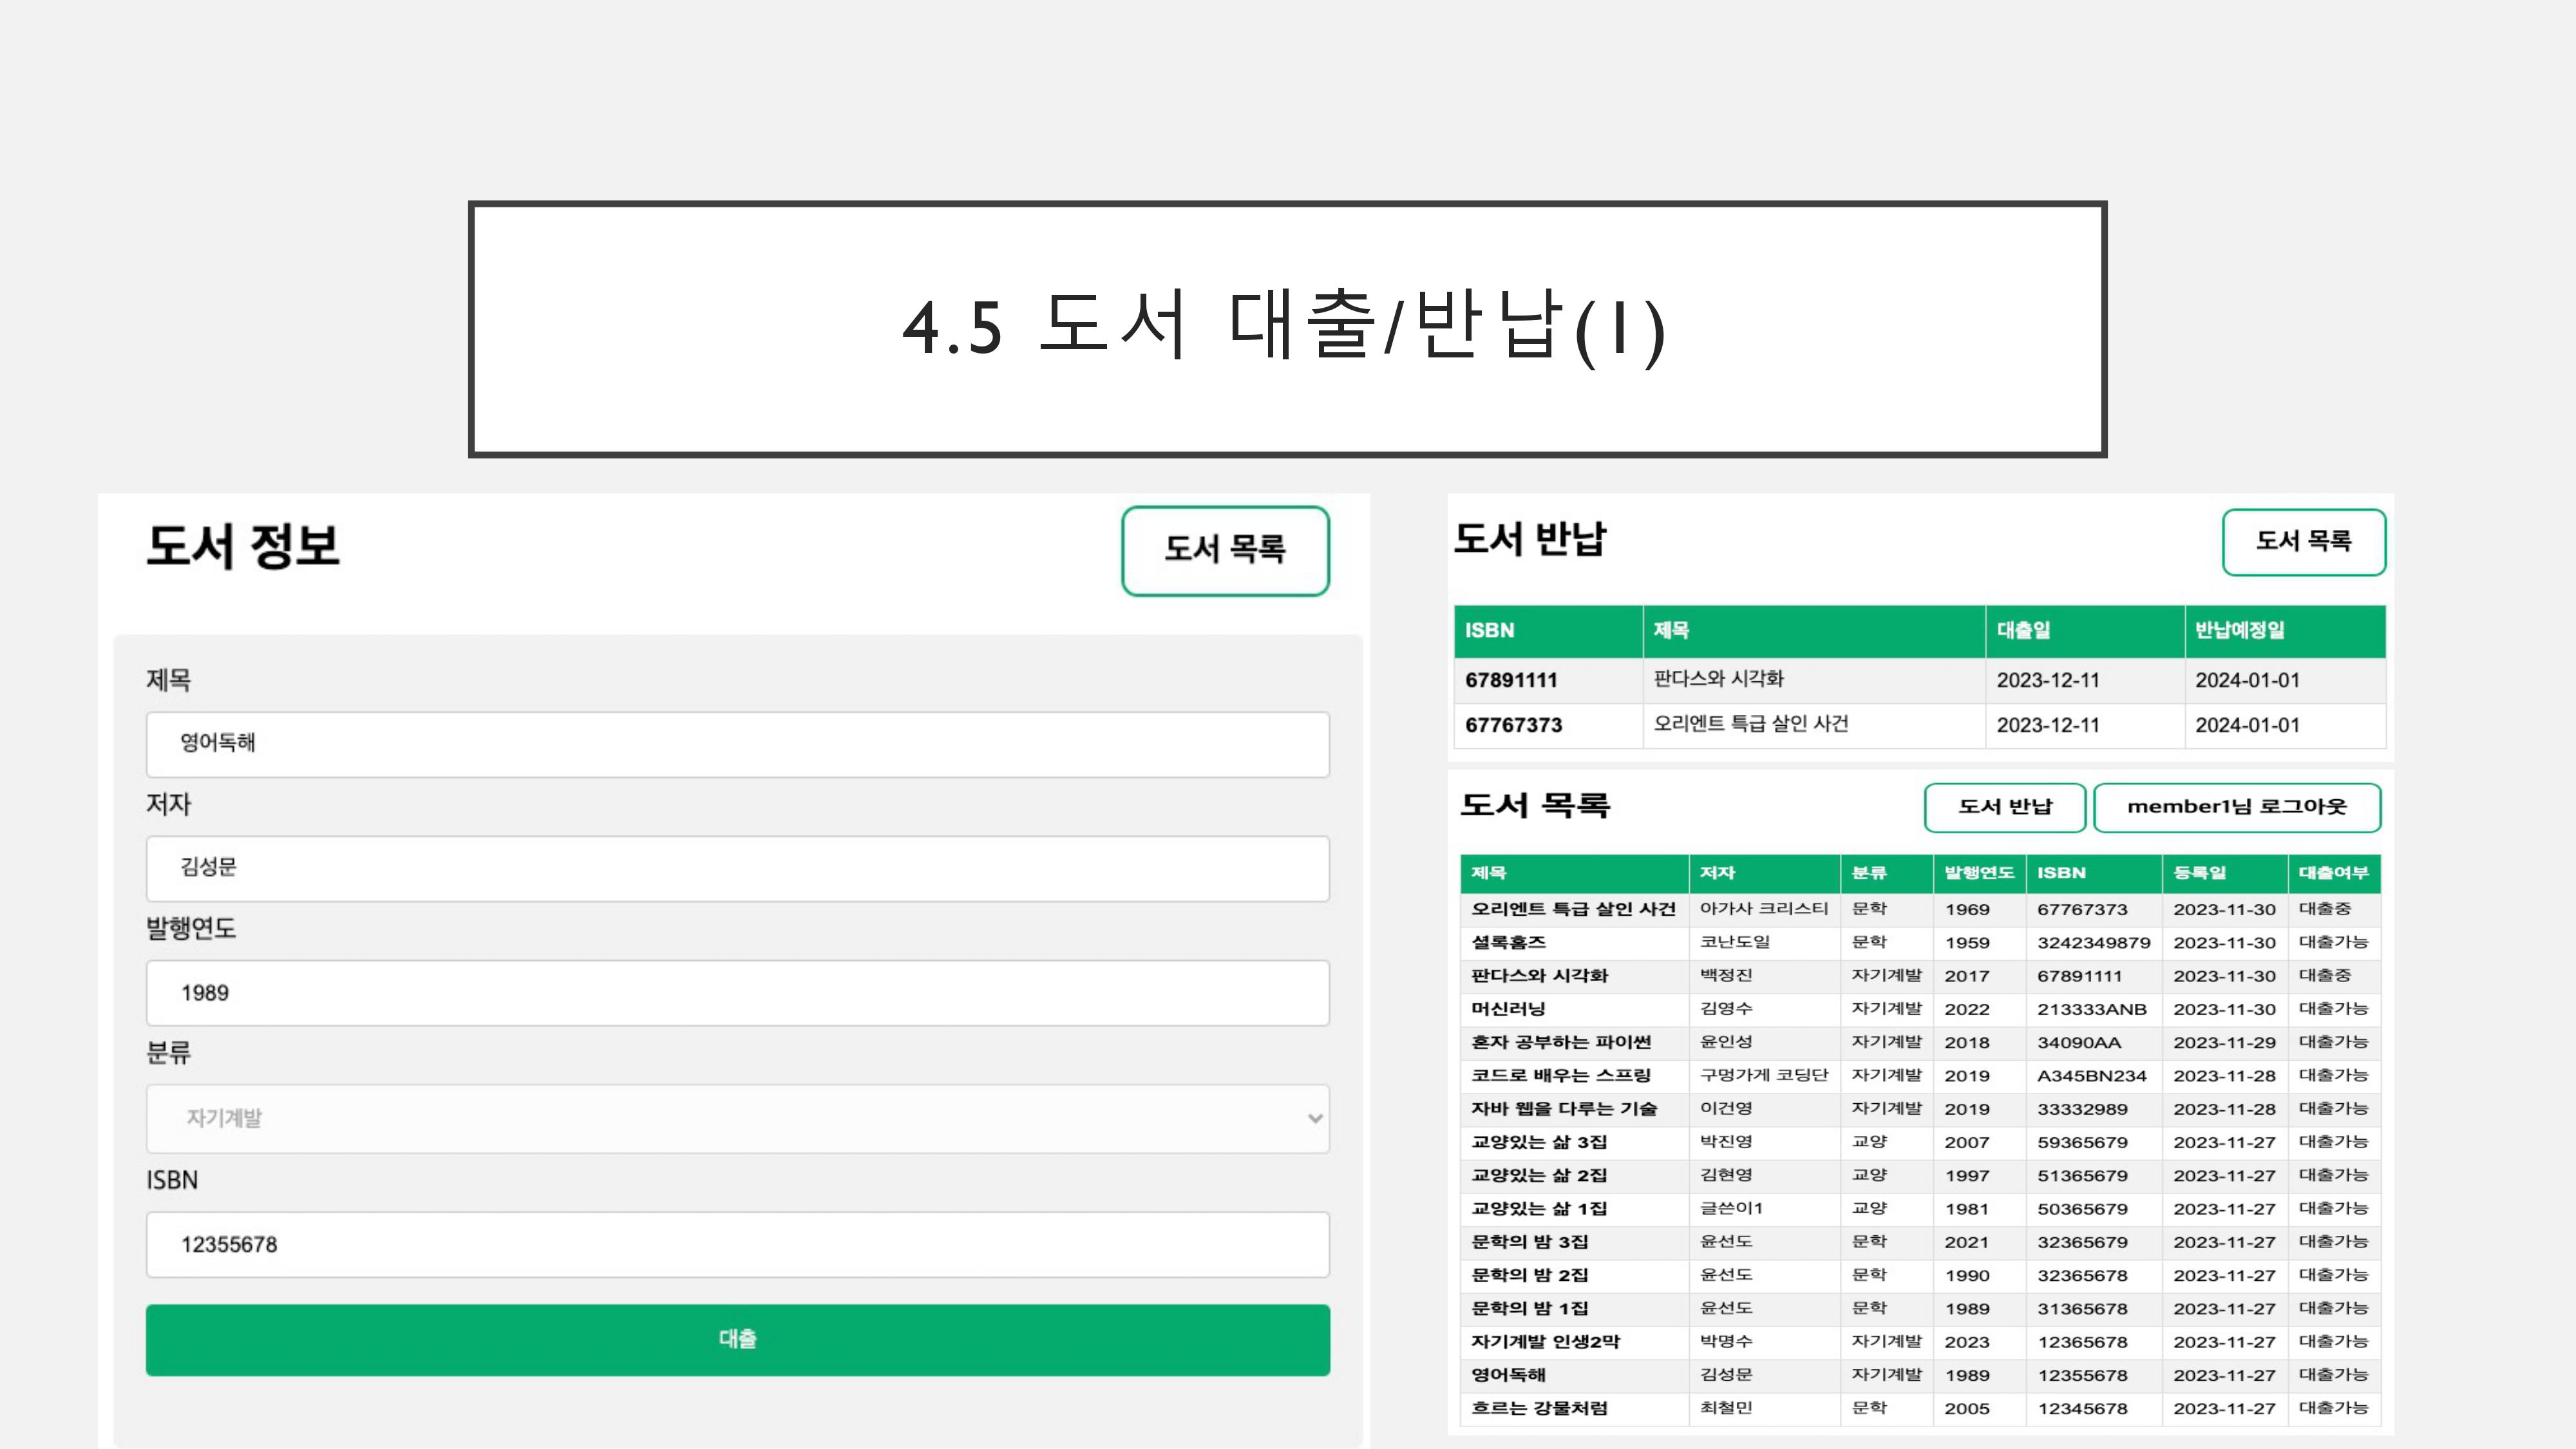 4.5 도서 대출/반납(1)
도서 정보
도서 목록
제목
영어독해
저자
김성문
발행연도
1989
분류
자기계발
ISBN
12355678
대출
도서 반납
도서 목록
ISBN 제목 대출일 반납예정일
67891111 판다스와 시각화 2023-12-11 2024-01-01
67767373 오리엔트 특급 살인 사건 2023-12-11 2024-01-01
도서 목록
도서 반납 member1님 로그아웃
제목 저자 분류 발행연도 ISBN 등록일 대출여부
오리엔트 특급 살인 사건 아가사 크리스티 문학 1969 67767373 2023-11-30 대출중
셜록홈즈 코난도일 문학 1959 3242349879 2023-11-30 대출가능
판다스와 시각화 백정진 자기계발 2017 67891111 2023-11-30 대출중
머신러닝 김영수 자기계발 2022 213333ANB 2023-11-30 대출가능
혼자 공부하는 파이썬 윤인성 자기계발 2018 34090AA 2023-11-29 대출가능
코드로 배우는 스프링 구멍가게 코딩단 자기계발 2019 A345BN234 2023-11-28 대출가능
자바 웹을 다루는 기술 이건영 자기계발 2019 33332989 2023-11-28 대출가능
교양있는 삶 3집 박진영 교양 2007 59365679 2023-11-27 대출가능
교양있는 삶 2집 김현영 교양 1997 51365679 2023-11-27 대출가능
교양있는 삶 1집 글쓴이1 교양 1981 50365679 2023-11-27 대출가능
문학의 밤 3집 윤선도 문학 2021 32365679 2023-11-27 대출가능
문학의 밤 2집 윤선도 문학 1990 32365678 2023-11-27 대출가능
문학의 밤 1집 윤선도 문학 1989 31365678 2023-11-27 대출가능
자기계발 인생2막 박명수 자기계발 2023 12365678 2023-11-27 대출가능
영어독해 김성문 자기계발 1989 12355678 2023-11-27 대출가능
흐르는 강물처럼 최철민 문학 2005 12345678 2023-11-27 대출가능